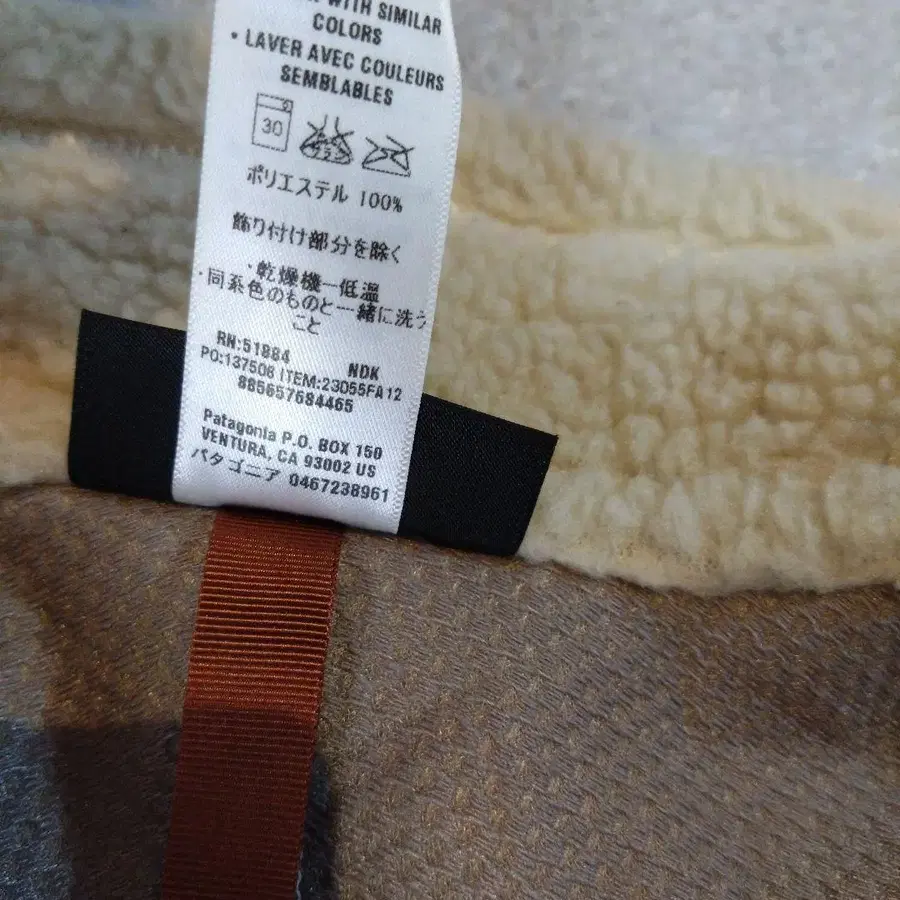 WITH SIMILAR
COLORS
• LAVER AVEC COULEURS
SEMBLABLES
30
ポリエステル 100%
飾り付け部分を除く
・乾燥機ー低温
・同系色のものと一緒に洗う
こと
RN:51884 NDK
PO:137508 ITEM:23055FA12
885657684465
Patagonia P.O. BOX 150
VENTURA, CA 93002 US
パタゴニア 0467238961